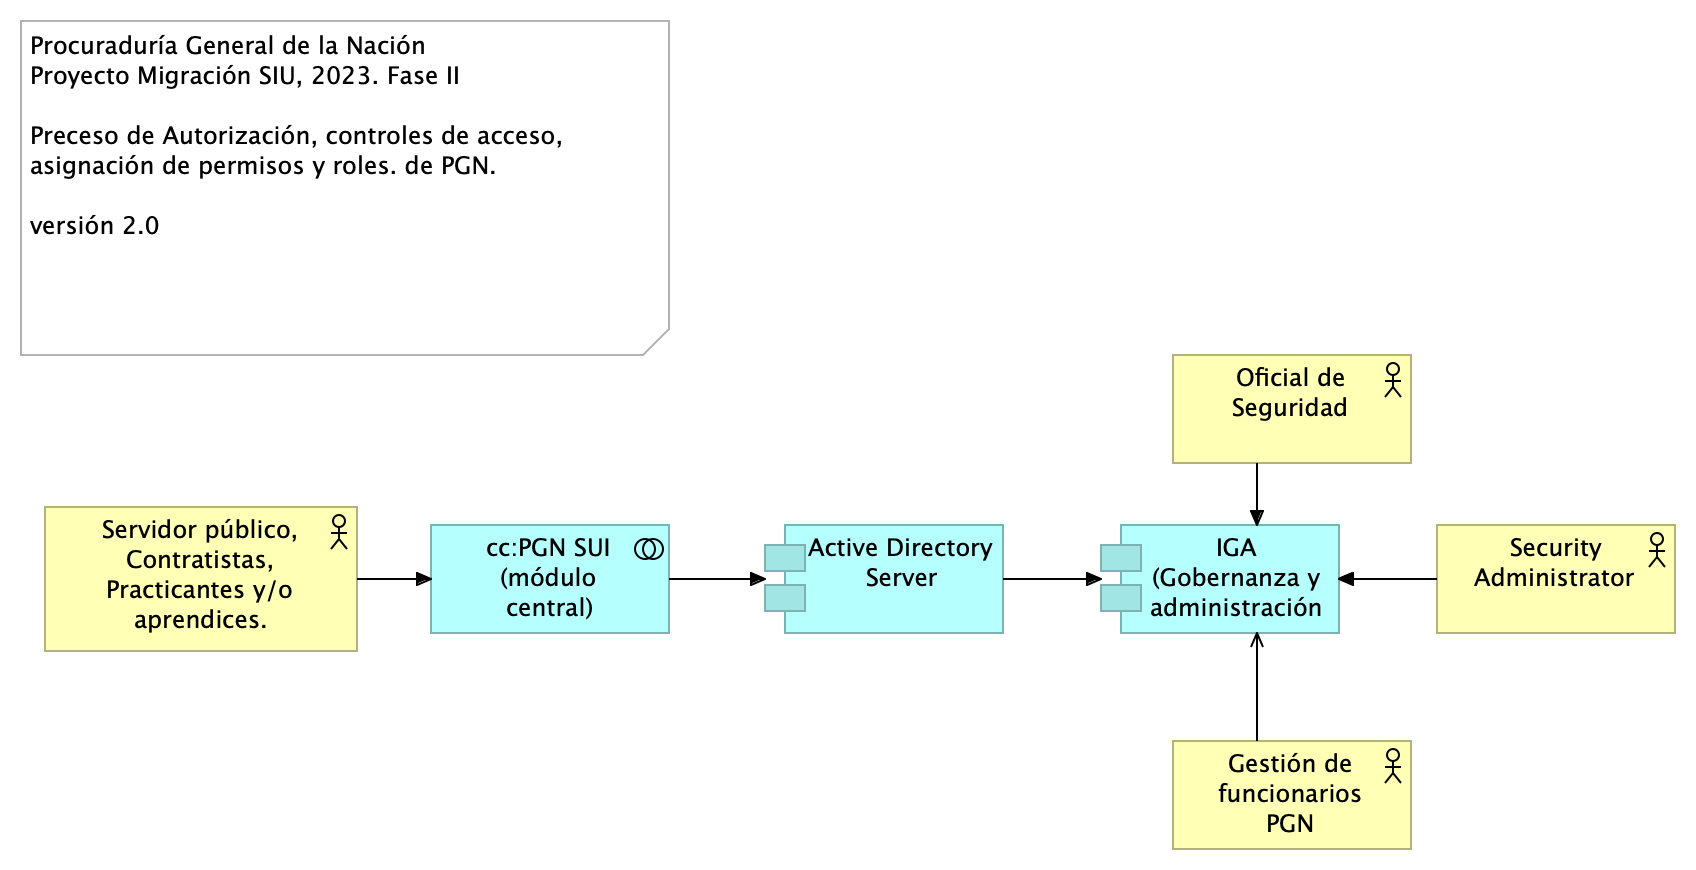 Procuraduría General de la Nación
Proyecto Migración SIU, 2023. Fase II
Preceso de Autorización, controles de acceso,
asignación de permisos y roles. de PGN.
versión 2.0
Oficial de
Seguridad
Servidor público,
Contratistas,
Practicantes y/o
aprendices.
cc:PGN SUI
(módulo
central)
Active Directory
Server
IGA
(Gobernanza y
administración
Security
Administrator
Gestión de
funcionarios
PGN